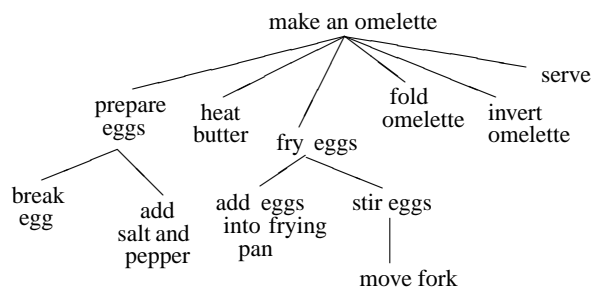 make an omelette
prepare
eggs
heat
butter
fry eggs
fold
omelette
invert
omelette
serve
break
egg
add
salt and
pepper
add eggs
into frying
pan
stir eggs
move fork